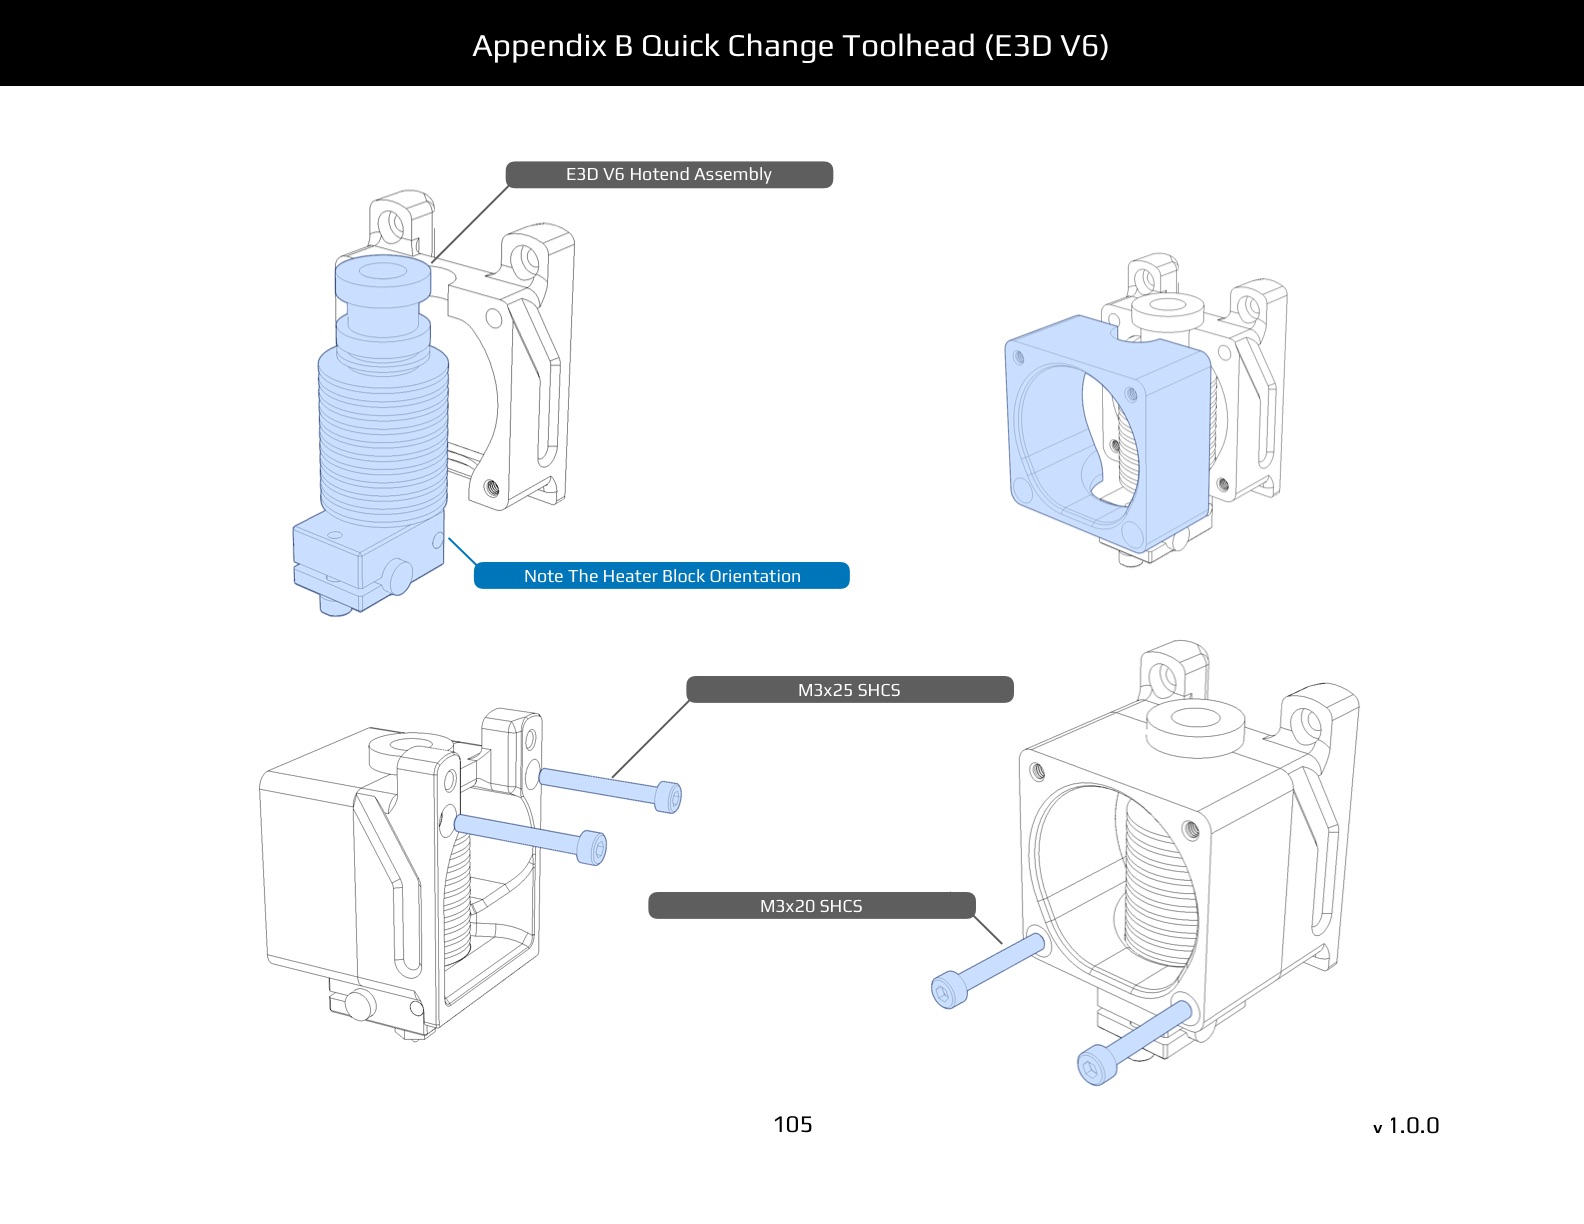 Appendix B Quick Change Toolhead (E3D V6)
E3D V6 Hotend Assembly
Note The Heater Block Orientation
M3x25 SHCS
M3x20 SHCS
105
v 1.0.0